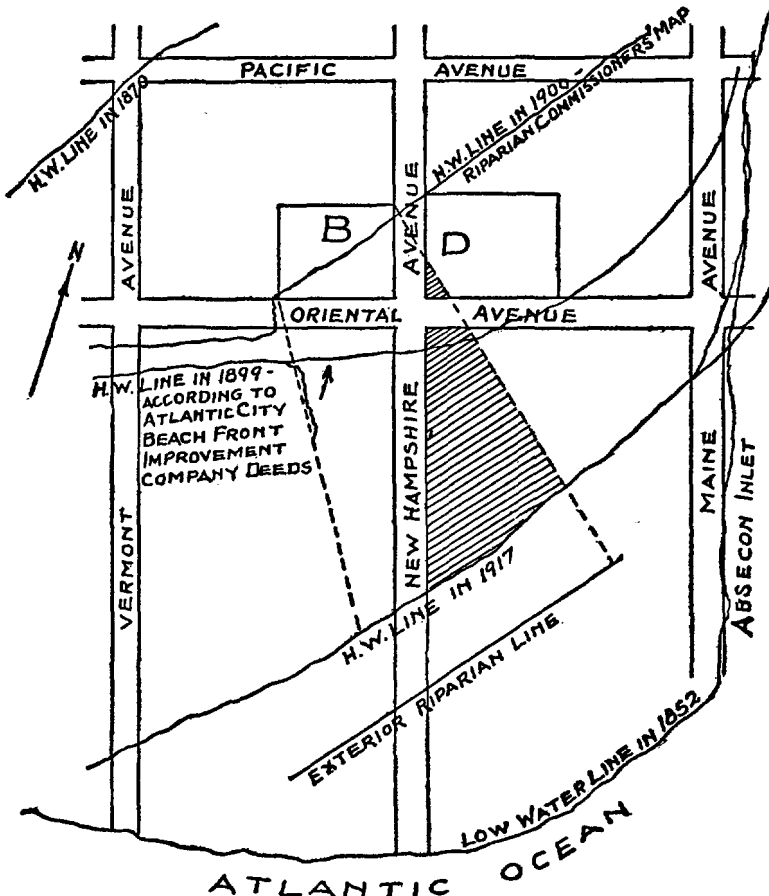 PACIFIC AVENUE
H.W. LINE IN 1870
H.W. LINE IN 1900 -
RIPARIAN COMMISSIONERS MAP
AVENUE
AVENUE
AVENUE
B
D
N
ORIENTAL AVENUE
H.W. LINE IN 1899 -
ACCORDING TO
ATLANTIC CITY
BEACH FRONT
IMPROVEMENT
COMPANY DEEDS
VERMONT
NEW HAMPSHIRE
MAINE
ABSECON INLET
H.W. LINE IN 1917
EXTERIOR RIPARIAN LINE
LOW WATER LINE IN 1852
ATLANTIC OCEAN